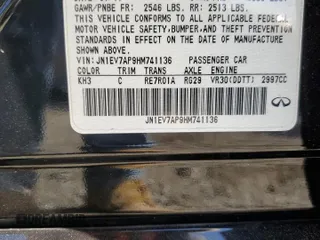 GAWR/PNBE FR: 2546 LBS. RR: 2513 LBS.
THIS VEHICLE CONFORMS TO ALL APPLICABLE FEDERAL
MOTOR VEHICLE SAFETY,BUMPER, AND THEFT PREVENTION
STANDARDS IN EFFECT ON THE DATE OF MANUFACTURE
SHOWN ABOVE.
VIN:JN1EV7AP9HM741136 PASSENGER CAR
COLOR TRIM TRANS AXLE ENGINE
KH3 C RE7R01A RG29 VR30(DDTT) 2997CC
JN1EV7AP9HM741136
INFINITI